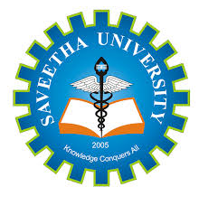 SAVEETHA UNIVERSITY
2005
Knowledge Conquers All